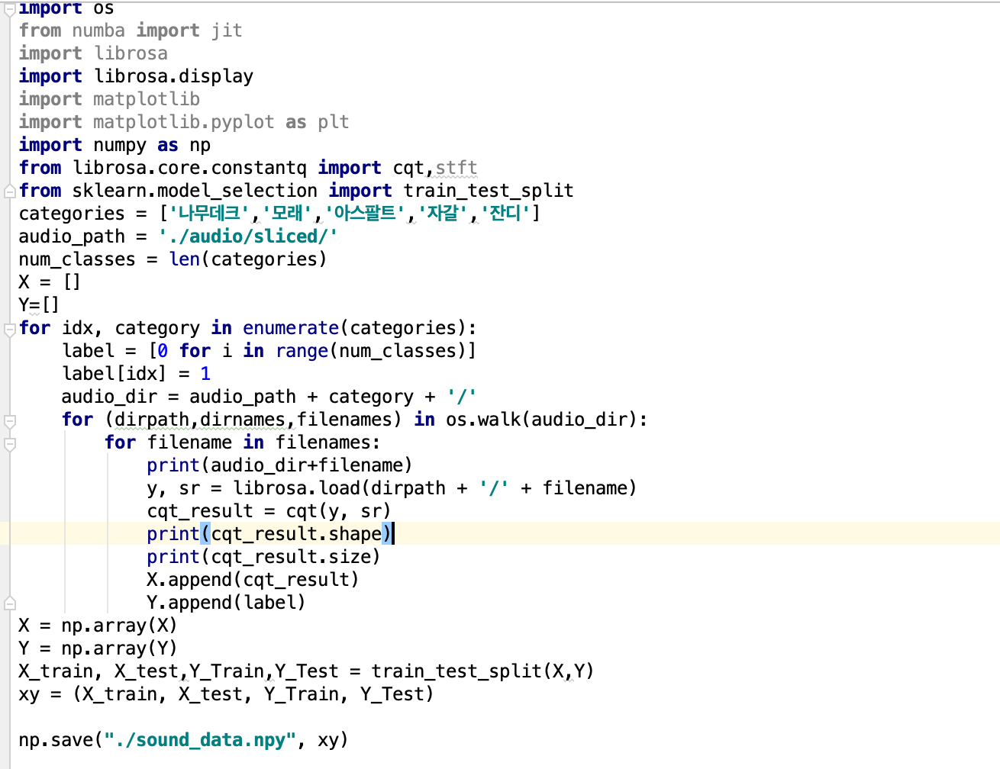 import os
from numba import jit
import librosa
import librosa.display
import matplotlib
import matplotlib.pyplot as plt
import numpy as np
from librosa.core.constantq import cqt,stft
from sklearn.model_selection import train_test_split
categories = ['나무데크','모래','아스팔트','자갈','잔디']
audio_path = './audio/sliced/'
num_classes = len(categories)
X = []
Y=[]
for idx, category in enumerate(categories):
    label = [0 for i in range(num_classes)]
    label[idx] = 1
    audio_dir = audio_path + category + '/'
    for (dirpath,dirnames,filenames) in os.walk(audio_dir):
        for filename in filenames:
            print(audio_dir+filename)
            y, sr = librosa.load(dirpath + '/' + filename)
            cqt_result = cqt(y, sr)
            print(cqt_result.shape)
            print(cqt_result.size)
            X.append(cqt_result)
            Y.append(label)
X = np.array(X)
Y = np.array(Y)
X_train, X_test,Y_Train,Y_Test = train_test_split(X,Y)
xy = (X_train, X_test, Y_Train, Y_Test)
np.save("./sound_data.npy", xy)